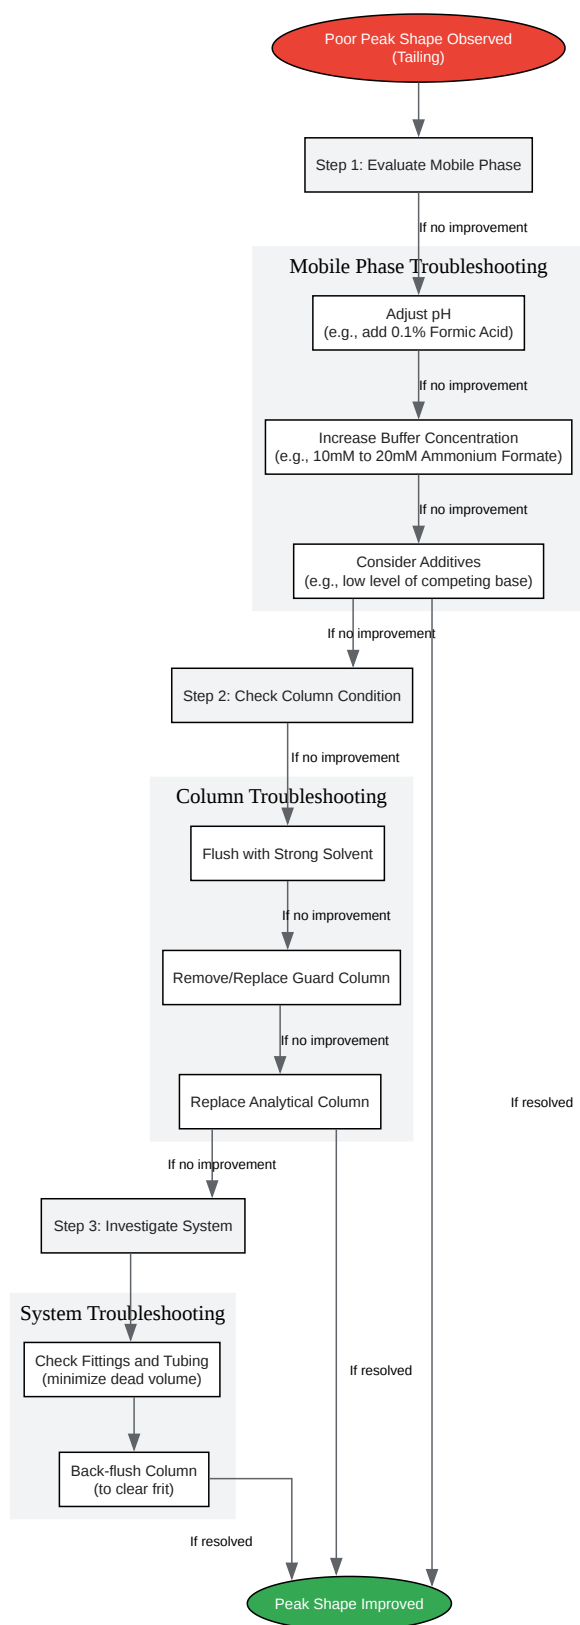 Poor Peak Shape Observed
(Tailing)
Step 1: Evaluate Mobile Phase
If no improvement
Mobile Phase Troubleshooting
Adjust pH
(e.g., add 0.1% Formic Acid)
If no improvement
Increase Buffer Concentration
(e.g., 10mM to 20mM Ammonium Formate)
If no improvement
Consider Additives
(e.g., low level of competing base)
If no improvement
Step 2: Check Column Condition
If no improvement
Column Troubleshooting
Flush with Strong Solvent
If no improvement
Remove/Replace Guard Column
If no improvement
Replace Analytical Column
If resolved
If no improvement
Step 3: Investigate System
System Troubleshooting
Check Fittings and Tubing
(minimize dead volume)
If resolved
Back-flush Column
(to clear frit)
If resolved
Peak Shape Improved